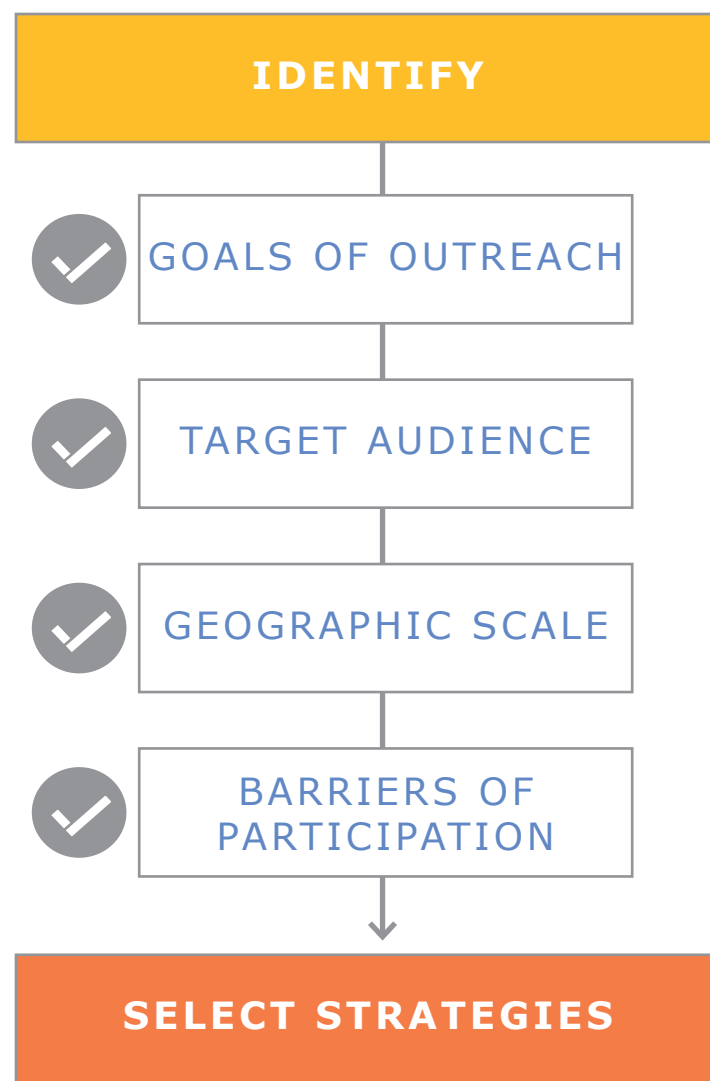 IDENTIFY
GOALS OF OUTREACH
TARGET AUDIENCE
GEOGRAPHIC SCALE
BARRIERS OF
PARTICIPATION
SELECT STRATEGIES